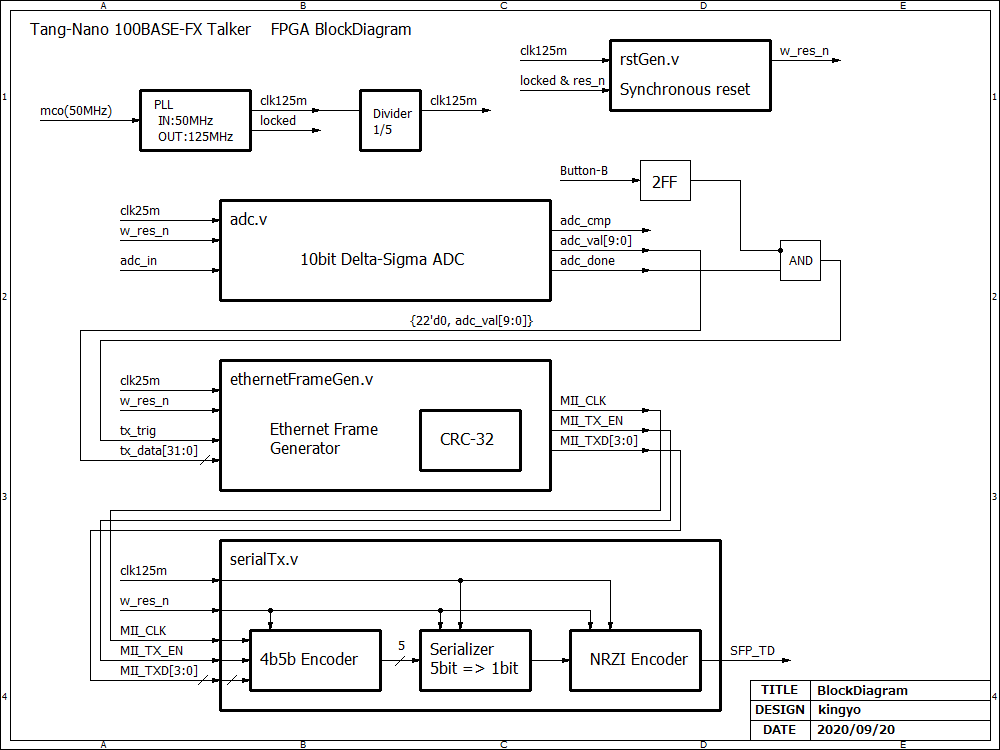 A B C D E
Tang-Nano 100BASE-FX Talker FPGA BlockDiagram
clk125m
locked & res_n
rstGen.v
Synchronous reset
w_res_n
1 1
mco(50MHz)
PLL
IN:50MHz
OUT:125MHz
clk125m
locked
Divider
1/5
clk125m
Button-B
2FF
clk25m
w_res_n
adc_in
adc.v
10bit Delta-Sigma ADC
adc_cmp
adc_val[9:0]
adc_done
AND
2 2
{22'd0, adc_val[9:0]}
clk25m
w_res_n
tx_trig
tx_data[31:0]
ethernetFrameGen.v
Ethernet Frame
Generator
CRC-32
MII_CLK
MII_TX_EN
MII_TXD[3:0]
3 3
serialTx.v
clk125m
w_res_n
MII_CLK
MII_TX_EN
MII_TXD[3:0]
4b5b Encoder
5
Serializer
5bit => 1bit
NRZI Encoder
SFP_TD
4 4
TITLE BlockDiagram
DESIGN kingyo
DATE 2020/09/20
A B C D E